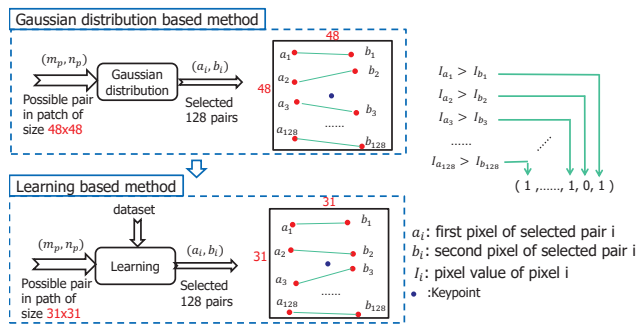 Gaussian distribution based method
(m_p, n_p)
Possible pair
in patch of
size 48x48
Gaussian
distribution
(a_i, b_i)
Selected
128 pairs
48
48
a_1
b_1
a_2
b_2
a_3
b_3
......
a_128
b_128
I_{a_1} > I_{b_1}
I_{a_2} > I_{b_2}
I_{a_3} > I_{b_3}
......
I_{a_128} > I_{b_128}
......
( 1 ,......, 1, 0, 1 )
Learning based method
dataset
(m_p, n_p)
Possible pair
in path of
size 31x31
Learning
(a_i, b_i)
Selected
128 pairs
31
31
a_1
b_1
a_2
b_2
a_3
b_3
......
a_128
b_128
a_i: first pixel of selected pair i
b_i: second pixel of selected pair i
I_i: pixel value of pixel i
:Keypoint